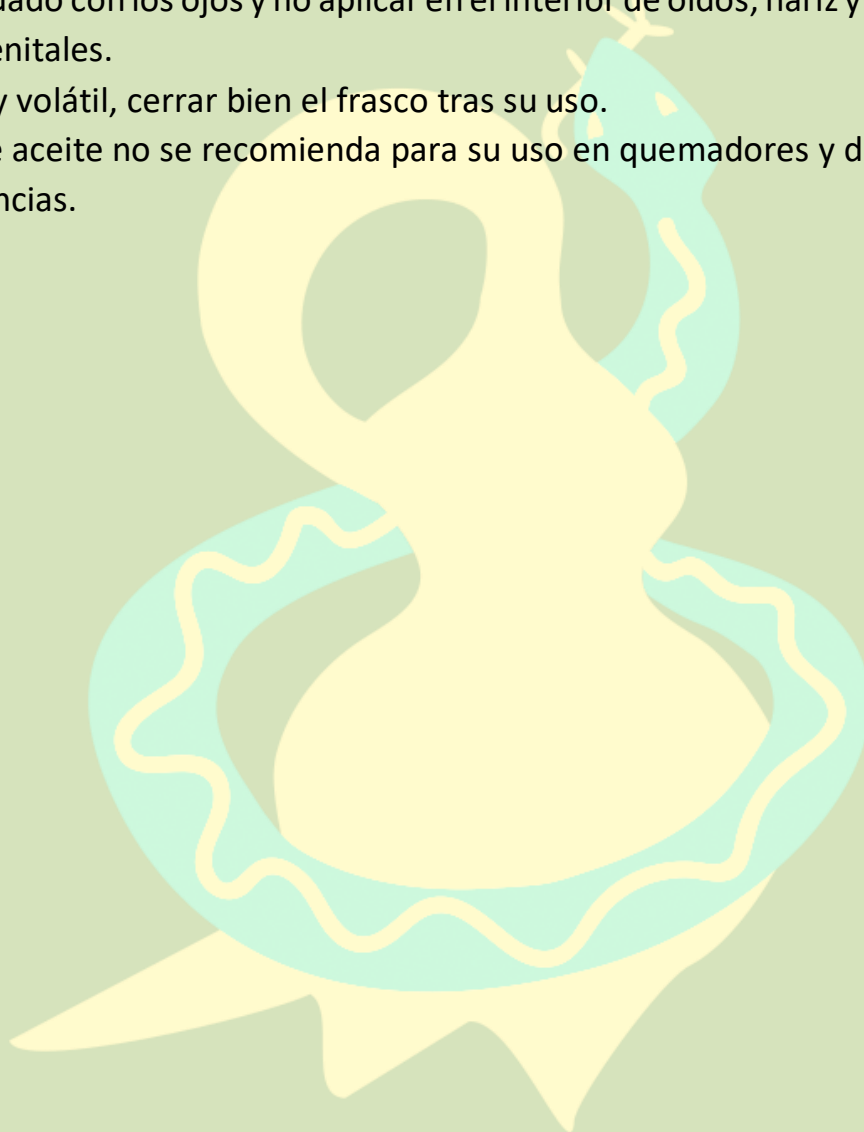 dado con los ojos y no aplicar en el interior de oídos, nariz y
enitales.
y volátil, cerrar bien el frasco tras su uso.
e aceite no se recomienda para su uso en quemadores y d
ncias.